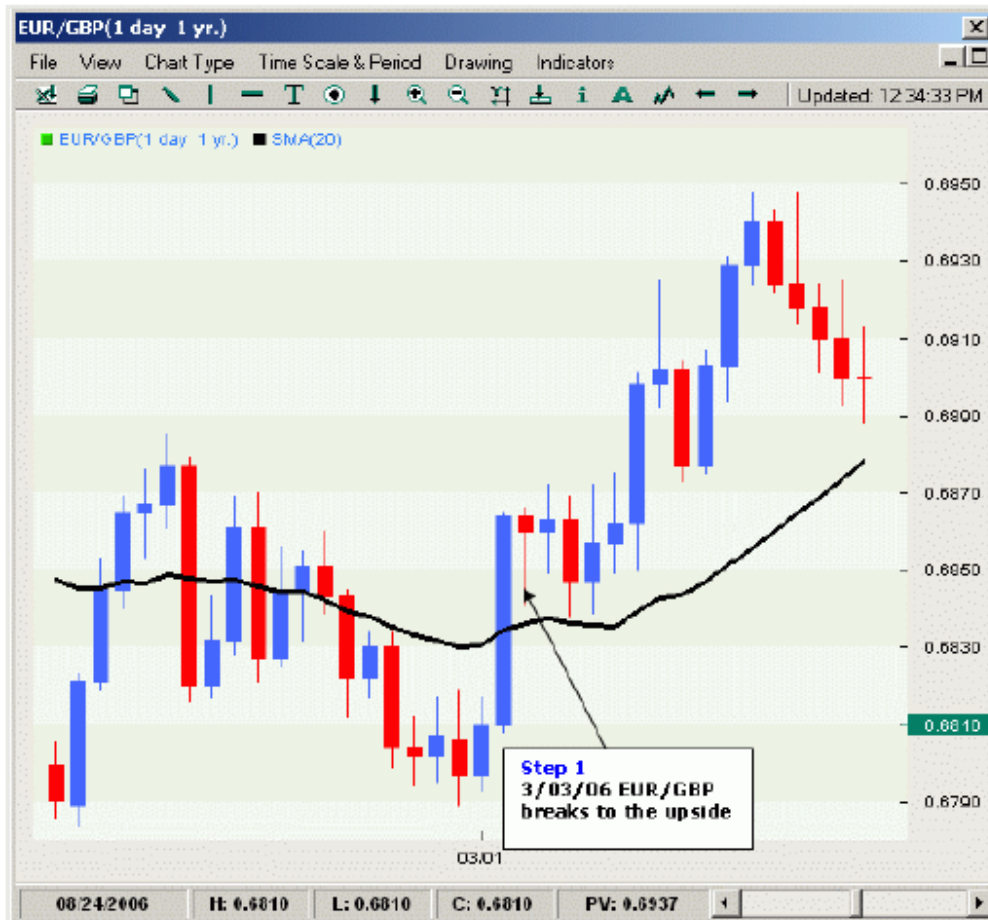 EUR/GBP(1 day 1 yr.)
File View Chart Type Time Scale & Period Drawing Indicators
T i A Updated: 12:34:33 PM
EUR/GBP(1 day 1 yr.) SMA(20)
0.6950
0.6930
0.6910
0.6900
0.6870
0.6950
0.6830
0.6810
0.6790
Step 1
3/03/06 EUR/GBP
breaks to the upside
03/01
08/24/2006 H: 0.6810 L: 0.6810 C: 0.6810 PV: 0.6937